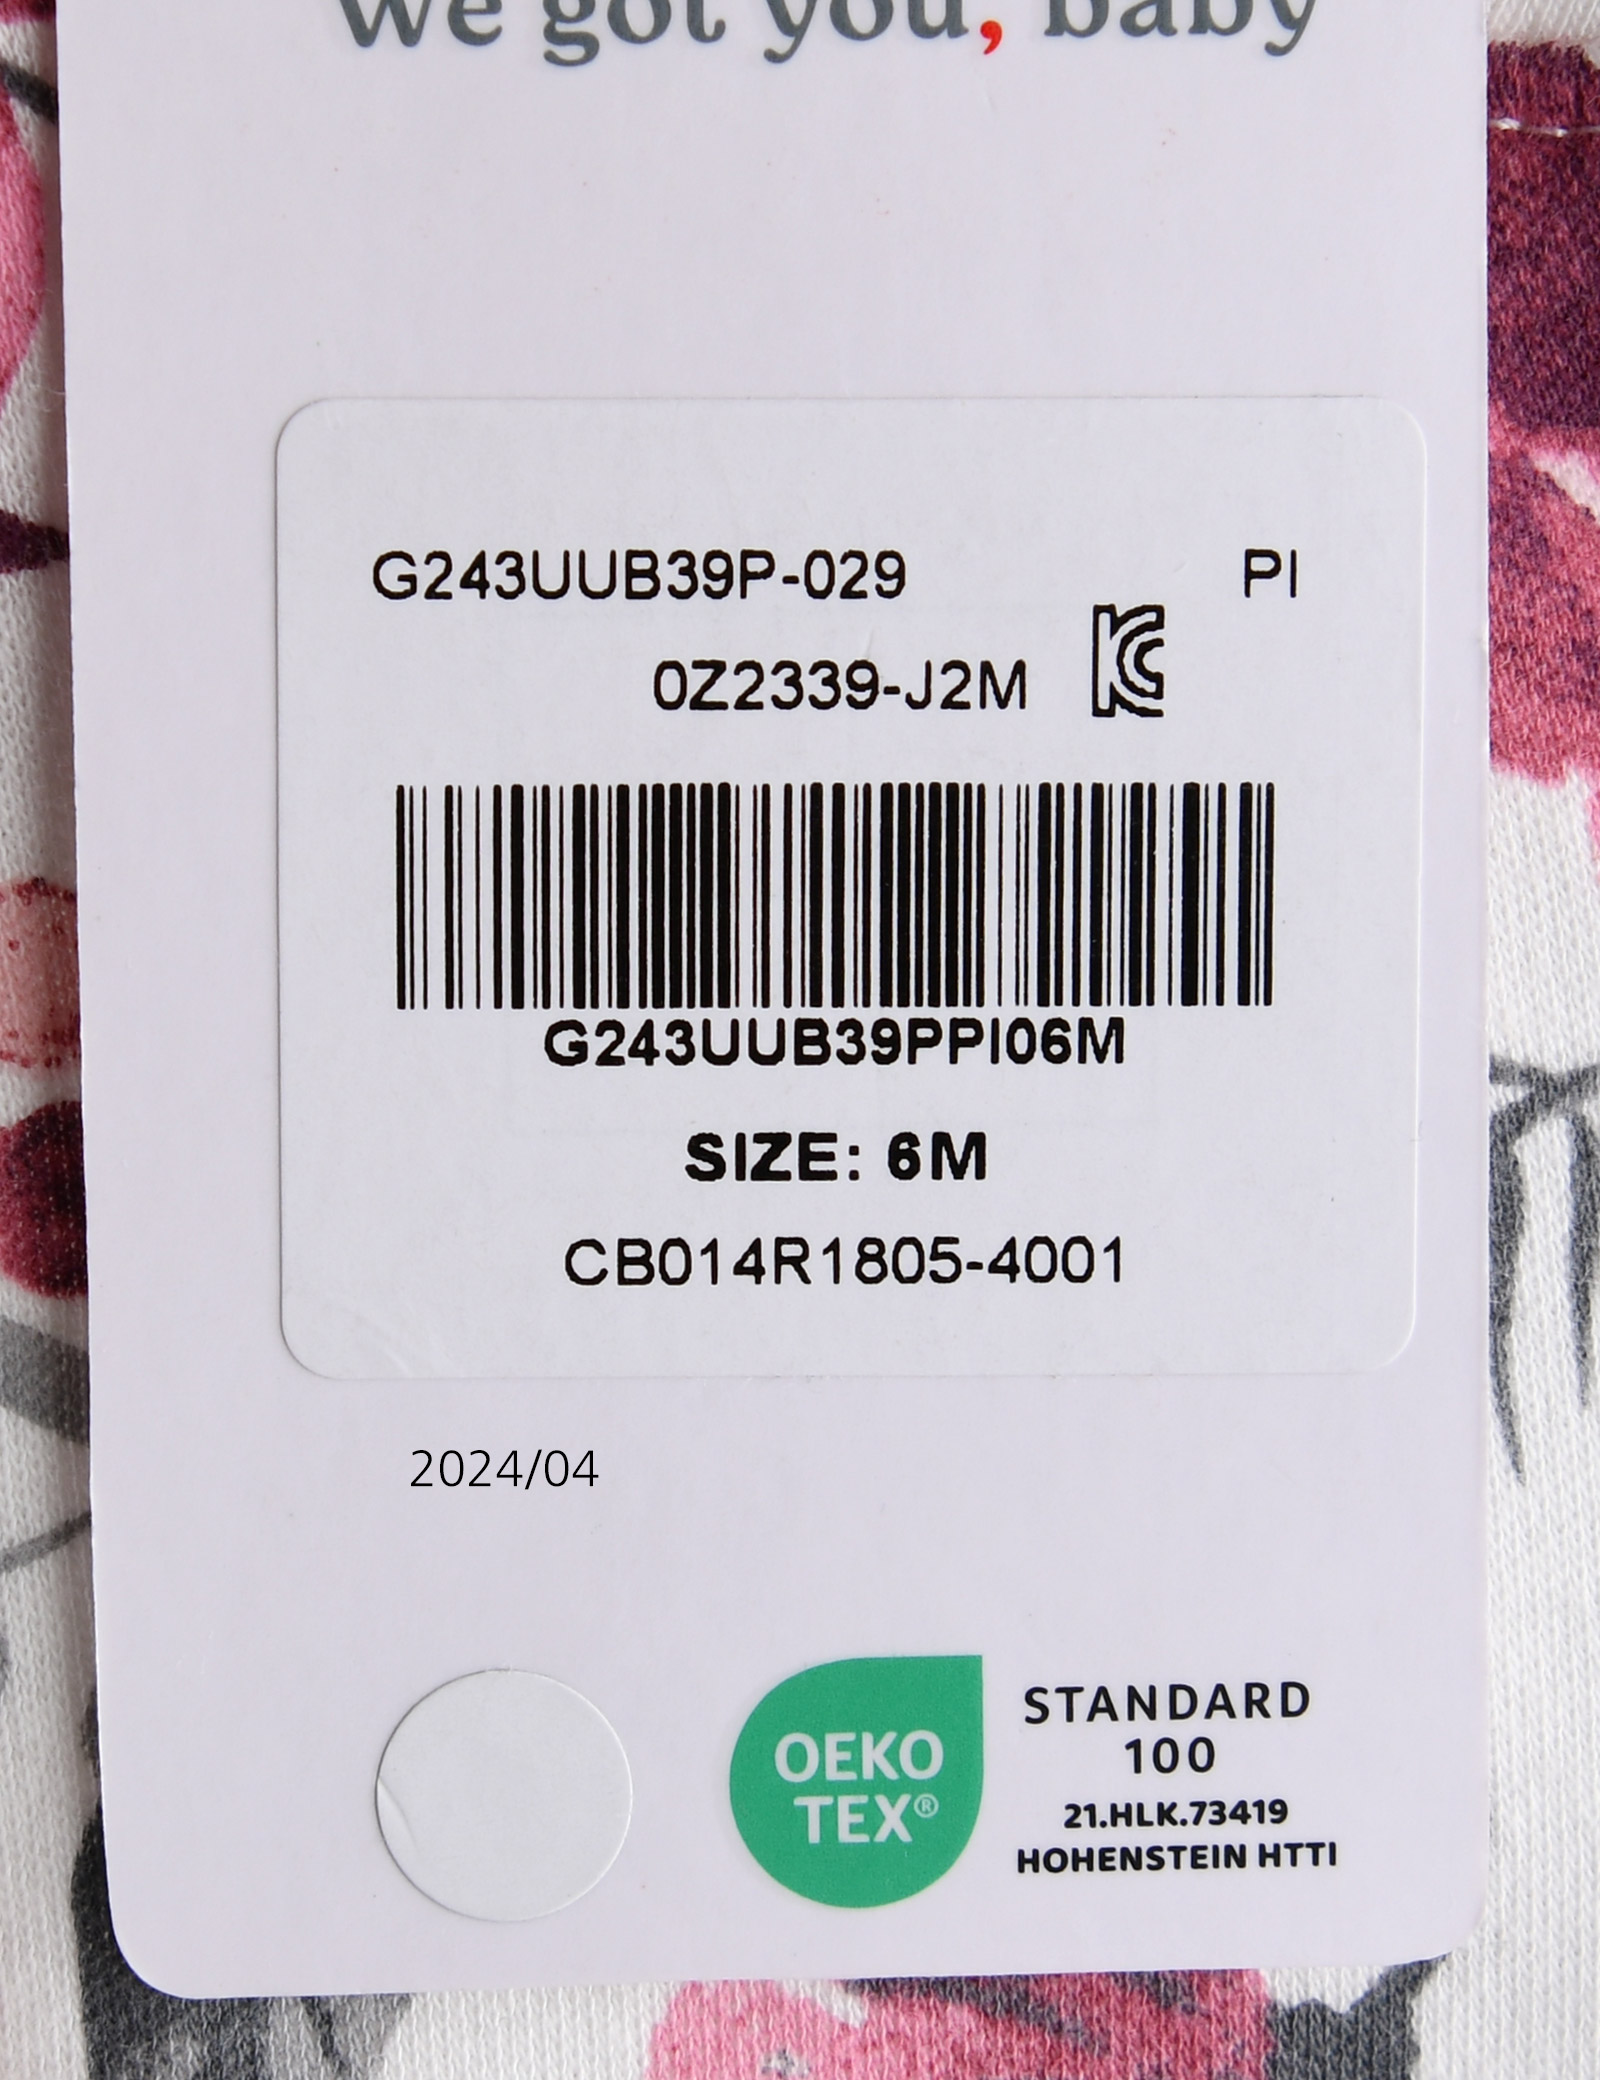 we got you, baby
G243UUB39P-029 PI
0Z2339-J2M
KC
G243UUB39PPI06M
SIZE: 6M
CB014R1805-4001
2024/04
OEKO
TEX®
STANDARD
100
21.HLK.73419
HOHENSTEIN HTTI